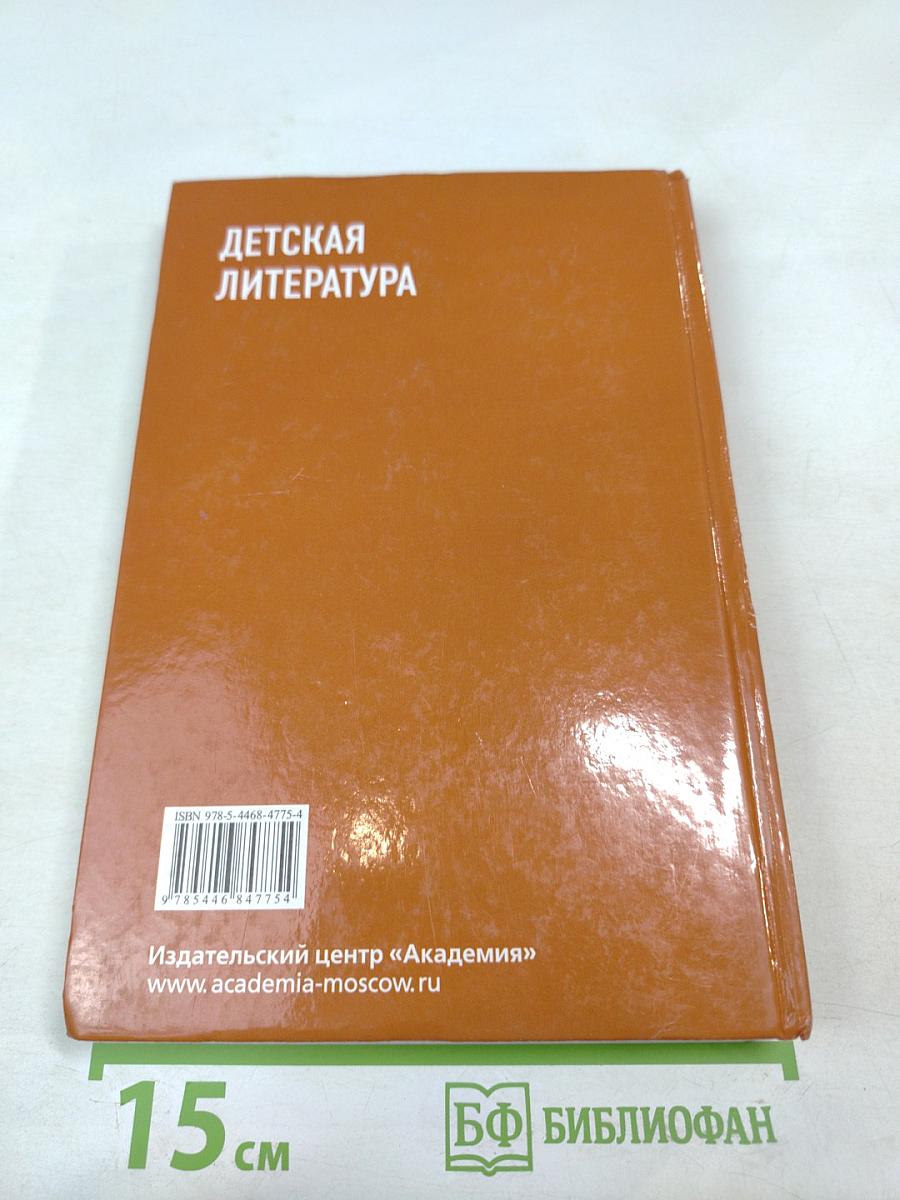 ДЕТСКАЯ
ЛИТЕРАТУРА
ISBN 978-5-4468-4775-4
9 785446 847754
Издательский центр «Академия»
www.academia-moscow.ru
15 см
БФ БИБЛИОФАН